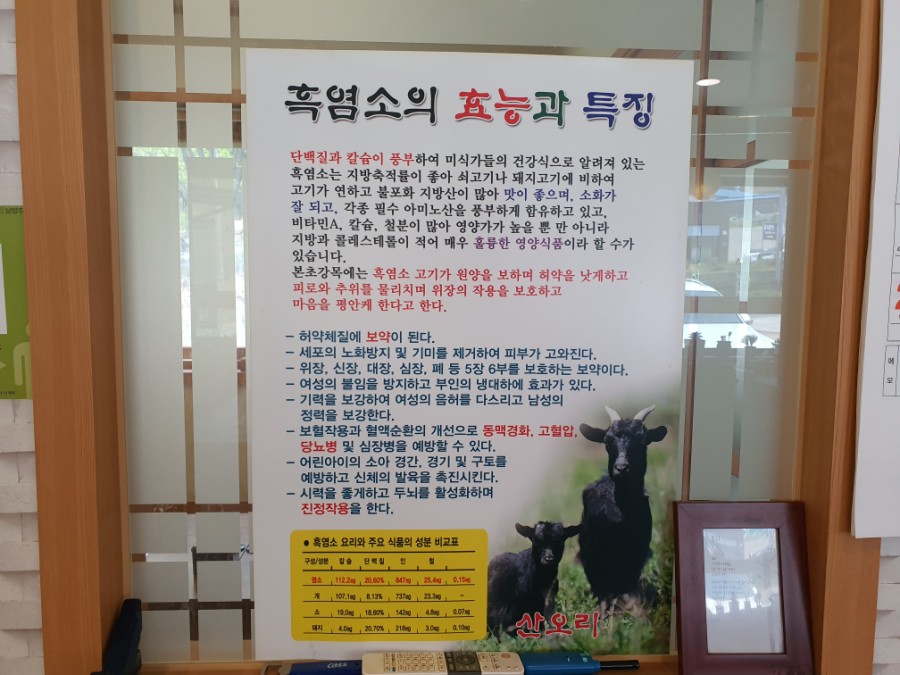 흑염소의 효능과 특징
단백질과 칼슘이 풍부하여 미식가들의 건강식으로 알려져 있는
흑염소는 지방축적률이 좋아 쇠고기나 돼지고기에 비하여
고기가 연하고 불포화 지방산이 많아 맛이 좋으며, 소화가
잘 되고, 각종 필수 아미노산을 풍부하게 함유하고 있고,
비타민A, 칼슘, 철분이 많아 영양가가 높을 뿐 만 아니라
지방과 콜레스테롤이 적어 매우 훌륭한 영양식품이라 할 수가
있습니다.
본초강목에는 흑염소 고기가 원양을 보하며 허약을 낫게하고
피로와 추위를 물리치며 위장의 작용을 보호하고
마음을 평안케 한다고 한다.
– 허약체질에 보약이 된다.
– 세포의 노화방지 및 기미를 제거하여 피부가 고와진다.
– 위장, 신장, 대장, 심장, 폐 등 5장 6부를 보호하는 보약이다.
– 여성의 불임을 방지하고 부인의 냉대하에 효과가 있다.
– 기력을 보강하여 여성의 음허를 다스리고 남성의
정력을 보강한다.
– 보혈작용과 혈액순환의 개선으로 동맥경화, 고혈압,
당뇨병 및 심장병을 예방할 수 있다.
– 어린아이의 소아 경간, 경기 및 구토를
예방하고 신체의 발육을 촉진시킨다.
– 시력을 좋게하고 두뇌를 활성화하며
진정작용을 한다.
● 흑염소 요리와 주요 식품의 성분 비교표
구성/성분 칼슘 단백질 인 철
염소 112.2mg 20.60% 847mg 25.4mg 0.15mg
개 107.1mg 8.13% 737mg 23.3mg –
소 19.0mg 18.60% 142mg 4.8mg 0.07mg
돼지 4.0mg 20.70% 218mg 3.0mg 0.10mg
산오리
메
모